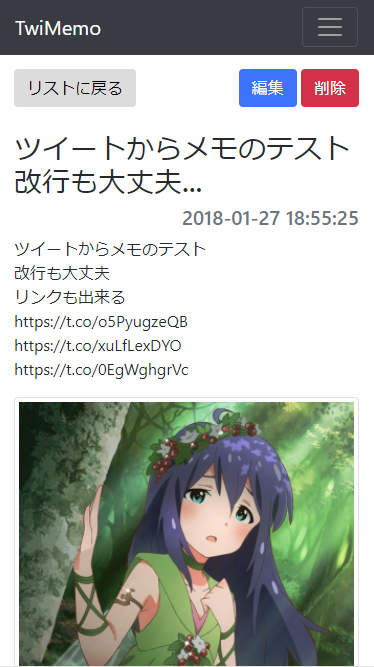 TwiMemo
リストに戻る 編集 削除
ツイートからメモのテスト
改行も大丈夫...
2018-01-27 18:55:25
ツイートからメモのテスト
改行も大丈夫
リンクも出来る
https://t.co/o5PyugzeQB
https://t.co/xuLfLexDYO
https://t.co/0EgWghgrVc